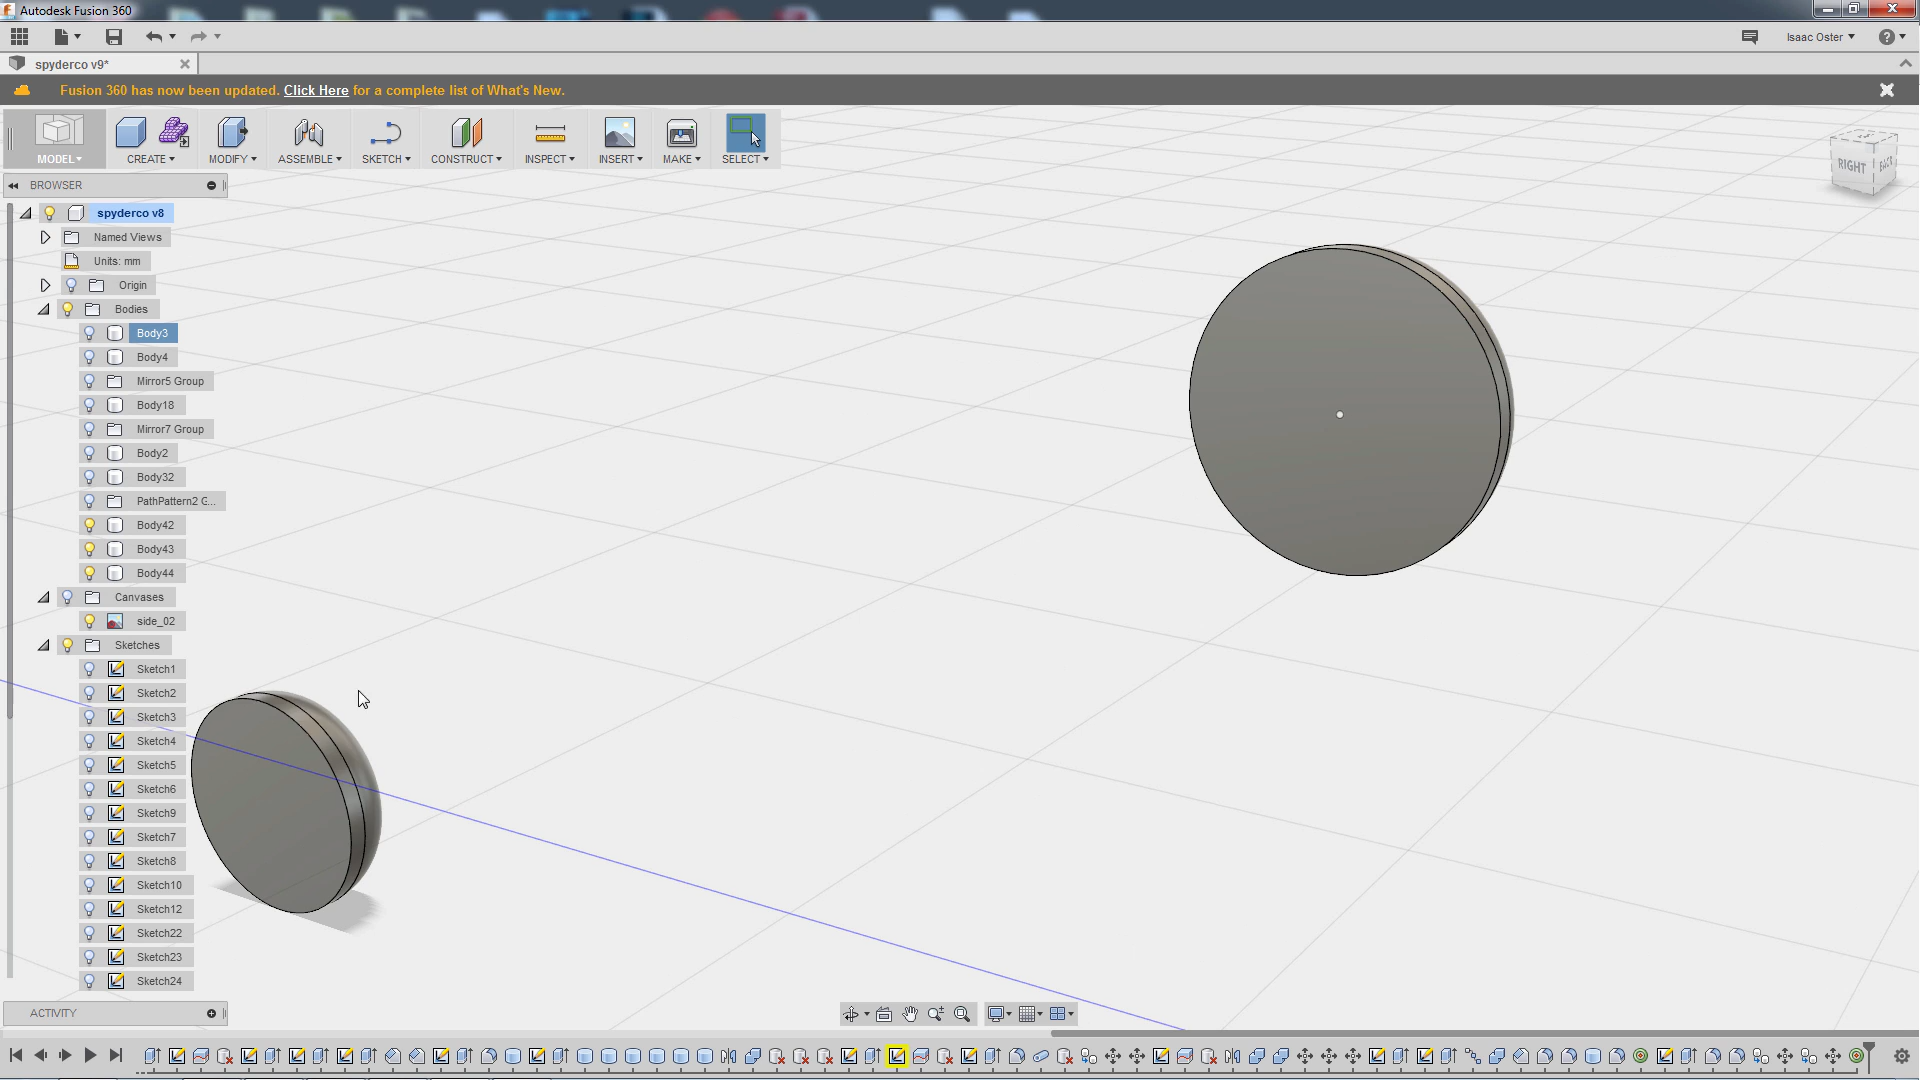 Autodesk Fusion 360
Isaac Oster
spyderco v9*
Fusion 360 has now been updated. Click Here for a complete list of What's New.
MODEL
CREATE
MODIFY
ASSEMBLE
SKETCH
CONSTRUCT
INSPECT
INSERT
MAKE
SELECT
RIGHT
BACK
BROWSER
spyderco v8
Named Views
Units: mm
Origin
Bodies
Body3
Body4
Mirror5 Group
Body18
Mirror7 Group
Body2
Body32
PathPattern2 G...
Body42
Body43
Body44
Canvases
side_02
Sketches
Sketch1
Sketch2
Sketch3
Sketch4
Sketch5
Sketch6
Sketch9
Sketch7
Sketch8
Sketch10
Sketch12
Sketch22
Sketch23
Sketch24
ACTIVITY